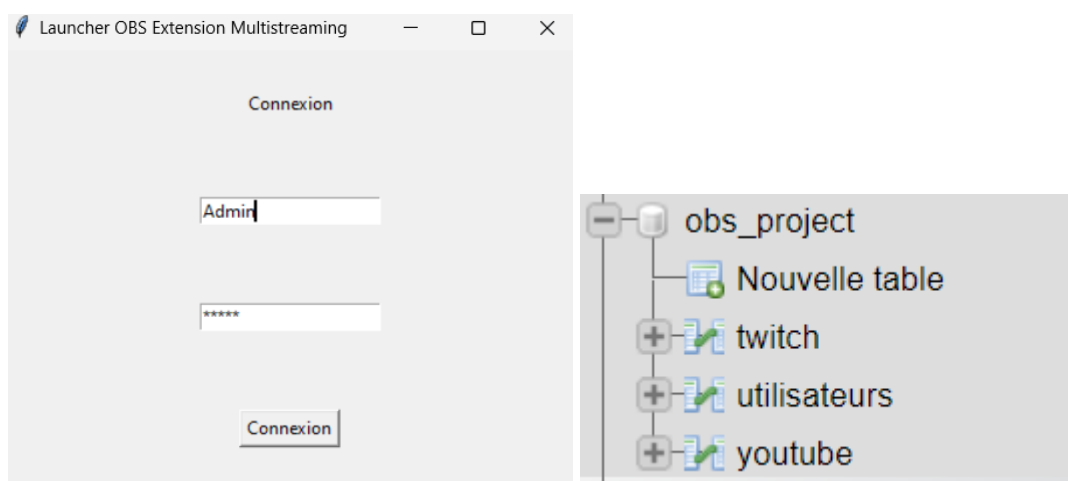 Launcher OBS Extension Multistreaming
Connexion
Admin
*****
Connexion
obs_project
Nouvelle table
twitch
utilisateurs
youtube